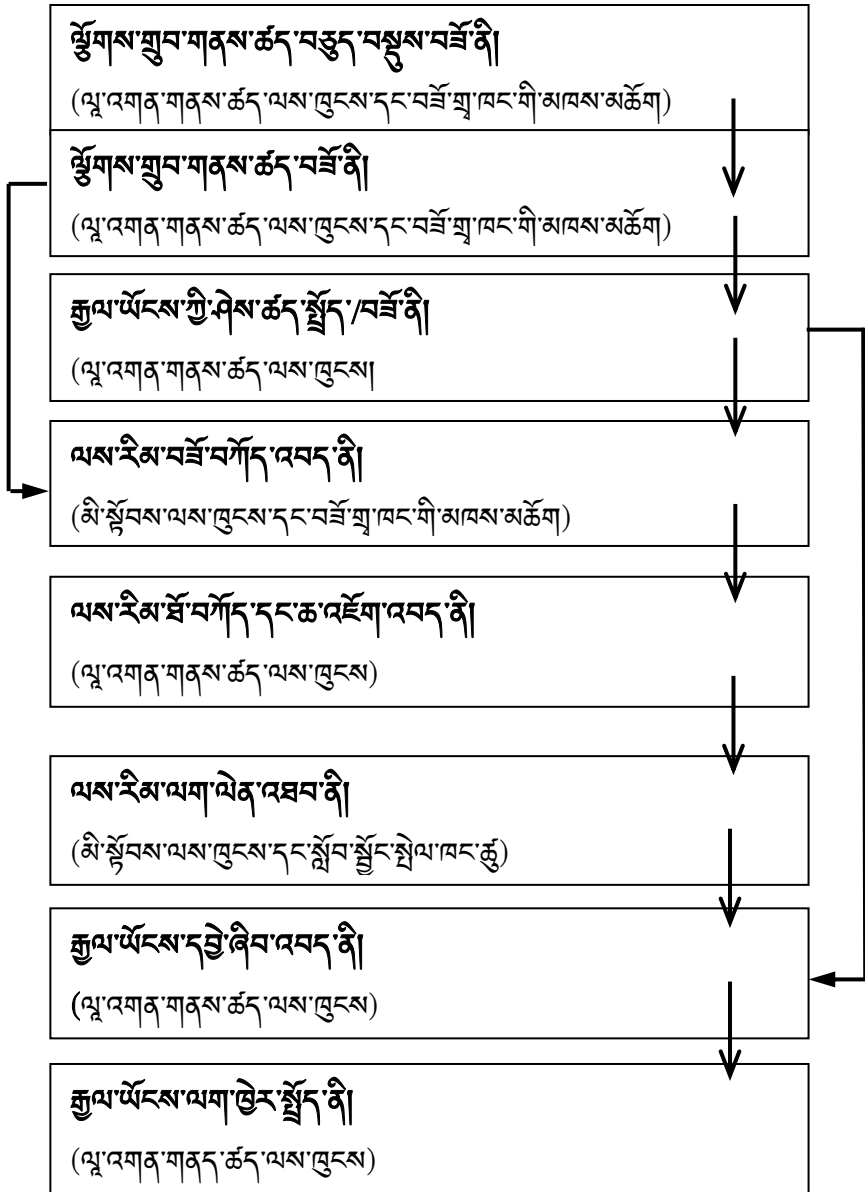 ལྕོགས་གྲུབ་གནས་ཚད་བཅུད་བསྡུས་བཟོ་ནི།
(ལཱ་འགན་གནས་ཚད་ལས་ཁུངས་དང་བཟོ་གྲྭ་ཁང་གི་མཁས་མཆོག)
ལྕོགས་གྲུབ་གནས་ཚད་བཟོ་ནི།
(ལཱ་འགན་གནས་ཚད་ལས་ཁུངས་དང་བཟོ་གྲྭ་ཁང་གི་མཁས་མཆོག)
རྒྱལ་ཡོངས་ཀྱི་ཤེས་ཚད་སྤྲོད་/བཟོ་ནི།
(ལཱ་འགན་གནས་ཚད་ལས་ཁུངས།
ལས་རིམ་བཟོ་བཀོད་འབད་ནི།
(མི་སྟོབས་ལས་ཁུངས་དང་བཟོ་གྲྭ་ཁང་གི་མཁས་མཆོག)
ལས་རིམ་ཐོ་བཀོད་དང་ཆ་འཇོག་འབད་ནི།
(ལཱ་འགན་གནས་ཚད་ལས་ཁུངས)
ལས་རིམ་ལག་ལེན་འཐབ་ནི།
(མི་སྟོབས་ལས་ཁུངས་དང་སློབ་སྦྱོང་སྤེལ་ཁང་ཚུ)
རྒྱལ་ཡོངས་དབྱེ་ཞིབ་འབད་ནི།
(ལཱ་འགན་གནས་ཚད་ལས་ཁུངས)
རྒྱལ་ཡོངས་ལག་ཁྱེར་སྤྲོད་ནི།
(ལཱ་འགན་གནད་ཚད་ལས་ཁུངས)